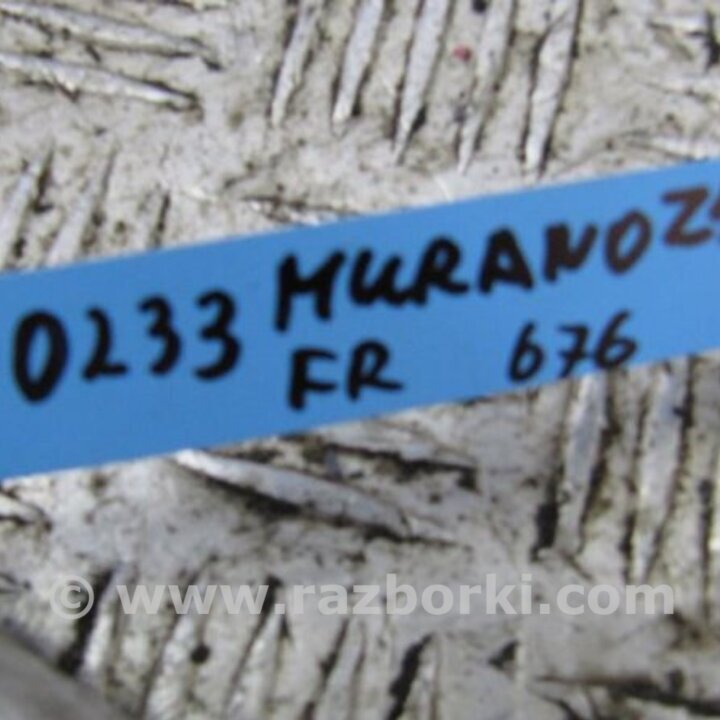 0233 MURANO
FR 676
© www.razborki.com